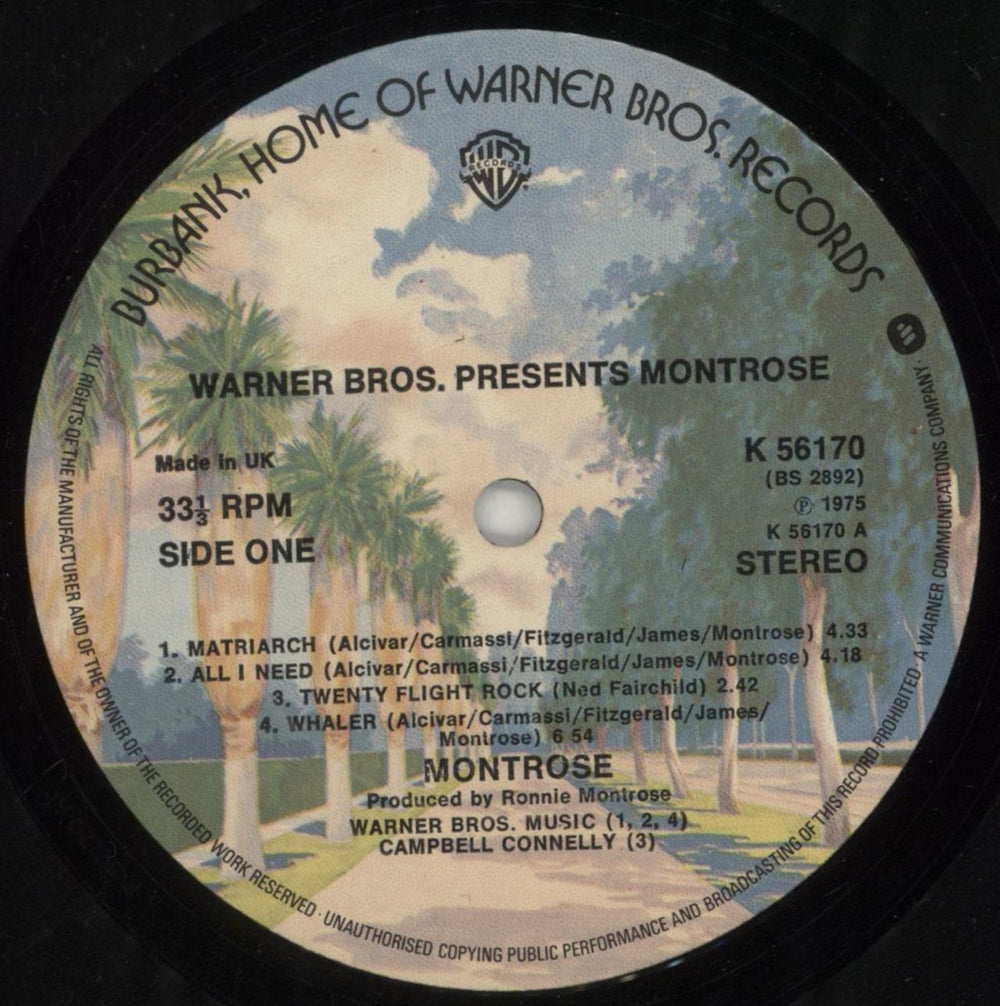 BURBANK, HOME OF WARNER BROS. RECORDS
W B RECORDS
WARNER BROS. PRESENTS MONTROSE
Made in UK
33⅓ RPM
SIDE ONE
K 56170
(BS 2892)
Ⓟ 1975
K 56170 A
STEREO
1. MATRIARCH (Alcivar/Carmassi/Fitzgerald/James/Montrose) 4.33
2. ALL I NEED (Alcivar/Carmassi/Fitzgerald/James/Montrose) 4.18
3. TWENTY FLIGHT ROCK (Ned Fairchild) 2.42
4. WHALER (Alcivar/Carmassi/Fitzgerald/James/
Montrose) 6 54
MONTROSE
Produced by Ronnie Montrose
WARNER BROS. MUSIC (1, 2, 4)
CAMPBELL CONNELLY (3)
ALL RIGHTS OF THE MANUFACTURER AND OF THE OWNER OF THE RECORDED WORK RESERVED · UNAUTHORISED COPYING PUBLIC PERFORMANCE AND BROADCASTING OF THIS RECORD PROHIBITED · A WARNER COMMUNICATIONS COMPANY ·